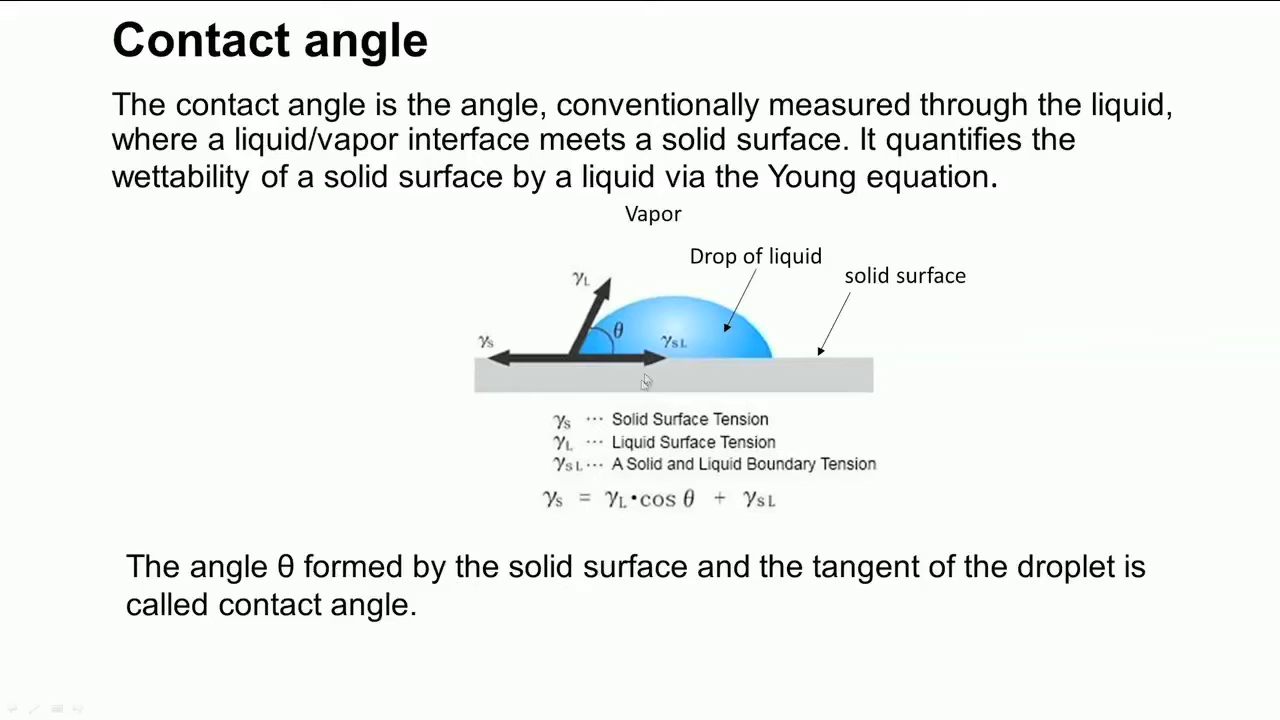 Contact angle
The contact angle is the angle, conventionally measured through the liquid,
where a liquid/vapor interface meets a solid surface. It quantifies the
wettability of a solid surface by a liquid via the Young equation.
Vapor
Drop of liquid
solid surface
γL
θ
γS
γSL
γS ··· Solid Surface Tension
γL ··· Liquid Surface Tension
γSL ··· A Solid and Liquid Boundary Tension
γS = γL•cos θ + γSL
The angle θ formed by the solid surface and the tangent of the droplet is
called contact angle.